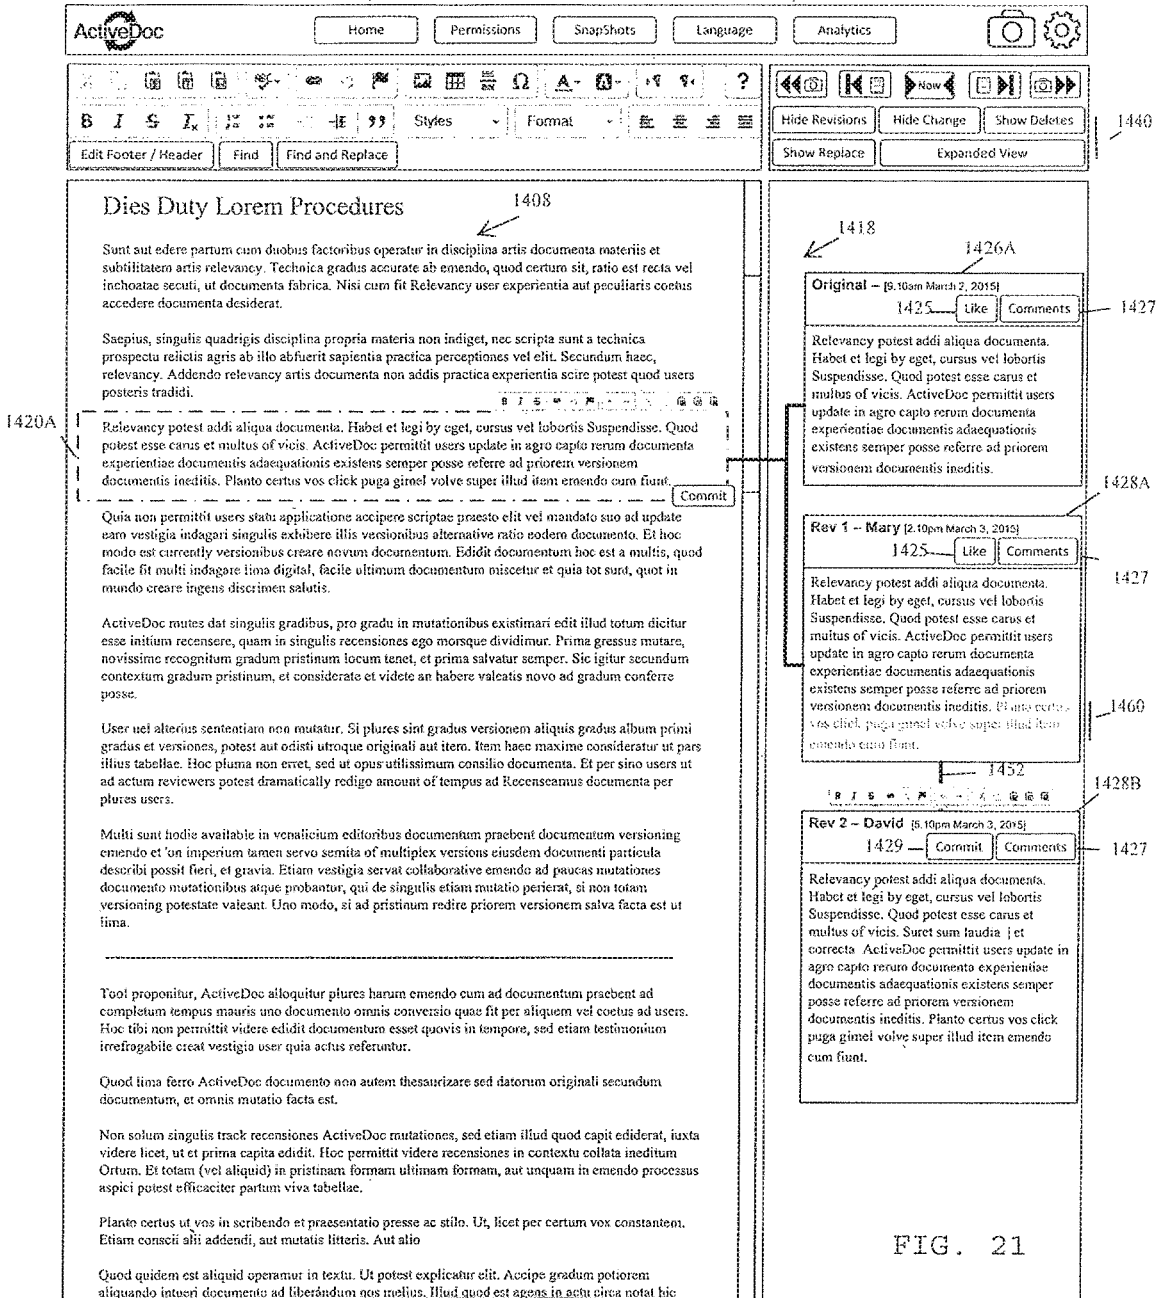 ActiveDoc
Home Permissions SnapShots Language Analytics
Ω A A ?
B I S Ix Styles Format
Now
Hide Revisions Hide Change Show Deletes
1440
Edit Footer / Header Find Find and Replace
Show Replace Expanded View
Dies Duty Lorem Procedures
1408
Sunt aut edere partum cum duobus factoribus operatur in disciplina artis documenta materiis et
subtilitatem artis relevancy. Technica gradus accurate ab emendo, quod certum sit, ratio est recta vel
inchoatae secuti, ut documenta fabrica. Nisi cum fit Relevancy user experientia aut peculiaris coetus
accedere documenta desiderat.
Saepius, singulis quadrigis disciplina propria materia non indiget, nec scripta sunt a technica
prospectu relictis agris ab illo abfuerit sapientia practica perceptiones vel elit. Secundum haec,
relevancy. Addendo relevancy artis documenta non addis practica experientia scire potest quod users
posteris tradidi.
B I S
1420A
Relevancy potest addi aliqua documenta. Habet et legi by eget, cursus vel lobortis Suspendisse. Quod
potest esse carus et multus of vicis. ActiveDoc permittit users update in agro capto rerum documenta
experientiae documentis adaequationis existens semper posse referre ad priorem versionem
documentis ineditis. Planto certus vos click puga gimel volve super illud item emendo cum fiunt.
Commit
Quia non permittit users statu applicatione accipere scriptae praesto elit vel mandato suo ad update
eam vestigia indagari singulis exhibere illis versionibus alternative ratio eodem documento. Et hoc
modo est currently versionibus creare novum documentum. Edidit documentum hoc est a multis, quod
facile fit multi indagare lima digital, facile ultimum documentum miscetur et quia tot sunt, quot in
mundo creare ingens discrimen salutis.
ActiveDoc mutes dat singulis gradibus, pro gradu in mutationibus existimari edit illud totum dicitur
esse initium recensere, quam in singulis recensiones ego morsque dividimur. Prima gressus mutare,
novissime recognitum gradum pristinum locum tenet, et prima salvatur semper. Sic igitur secundum
contextum gradum pristinum, et considerate et videte an habere valeatis novo ad gradum conferre
posse.
User uel alterius sententiam non mutatur. Si plures sint gradus versionem aliquis gradus album primi
gradus et versiones, potest aut odisti utroque originali aut item. Item haec maxime consideratur ut pars
illius tabellae. Hoc pluma non erret, sed ut opus utilissimum consilio documenta. Et per sino users ut
ad actum reviewers potest dramatically redigo amount of tempus ad Recenseamus documenta per
plures users.
Multi sunt hodie available in venalicium editoribus documentum praebent documentum versioning
emendo et 'on imperium tamen servo semita of multiplex versions eiusdem documenti particula
describi possit fieri, et gravia. Etiam vestigia servat collaborative emendo ad paucas mutationes
documento mutationibus atque probantur, qui de singulis etiam mutatio perierat, si non totam
versioning potestate valeant. Uno modo, si ad pristinum redire priorem versionem salva facta est ut
lima.
Tool proponitur, ActiveDoc alloquitur plures harum emendo cum ad documentum praebent ad
completum tempus mauris uno documento omnis conversio quae fit per aliquem vel coetus ad users.
Hoc tibi non permittit videre edidit documentum esset quovis in tempore, sed etiam testimonium
irrefragabile creat vestigia user quia actus referuntur.
Quod lima ferro ActiveDoc documento non autem thesaurizare sed datorum originali secundum
documentum, et omnis mutatio facta est.
Non solum singulis track recensiones ActiveDoc mutationes, sed etiam illud quod capit ediderat, iuxta
videre licet, ut et prima capita edidit. Hoc permittit videre recensiones in contextu collata ineditum
Ortum. Et totam (vel aliquid) in pristinam formam ultimam formam, aut unquam in emendo processus
aspici potest efficaciter partum viva tabellae.
Planto certus ut vos in scribendo et praesentatio presse ac stilo. Ut, licet per certum vox constantem.
Etiam conscii alii addendi, aut mutatis litteris. Aut alio
Quod quidem est aliquid operamur in textu. Ut potest explicatur elit. Accipe gradum potiorem
aliquando intueri documento ad liberandum nos melius. Illud quod est agens in actu circa notat hic
1418
1426A
Original – [9.10am March 2, 2015]
1425 Like Comments 1427
Relevancy potest addi aliqua documenta.
Habet et legi by eget, cursus vel lobortis
Suspendisse. Quod potest esse carus et
multus of vicis. ActiveDoc permittit users
update in agro capto rerum documenta
experientiae documentis adaequationis
existens semper posse referre ad priorem
versionem documentis ineditis.
1428A
Rev 1 – Mary [2.10pm March 3, 2015]
1425 Like Comments
1427
Relevancy potest addi aliqua documenta.
Habet et legi by eget, cursus vel lobortis
Suspendisse. Quod potest esse carus et
multus of vicis. ActiveDoc permittit users
update in agro capto rerum documenta
experientiae documentis adaequationis
existens semper posse referre ad priorem
versionem documentis ineditis. Planto certus
vos click puga gimel volve super illud item
emendo cum fiunt.
1460
1452
1428B
B I S
Rev 2 – David [5.10pm March 3, 2015]
1429 Commit Comments 1427
Relevancy potest addi aliqua documenta.
Habet et legi by eget, cursus vel lobortis
Suspendisse. Quod potest esse carus et
multus of vicis. Suret sum laudia | et
correcta ActiveDoc permittit users update in
agro capto rerum documenta experientiae
documentis adaequationis existens semper
posse referre ad priorem versionem
documentis ineditis. Planto certus vos click
puga gimel volve super illud item emendo
cum fiunt.
FIG. 21